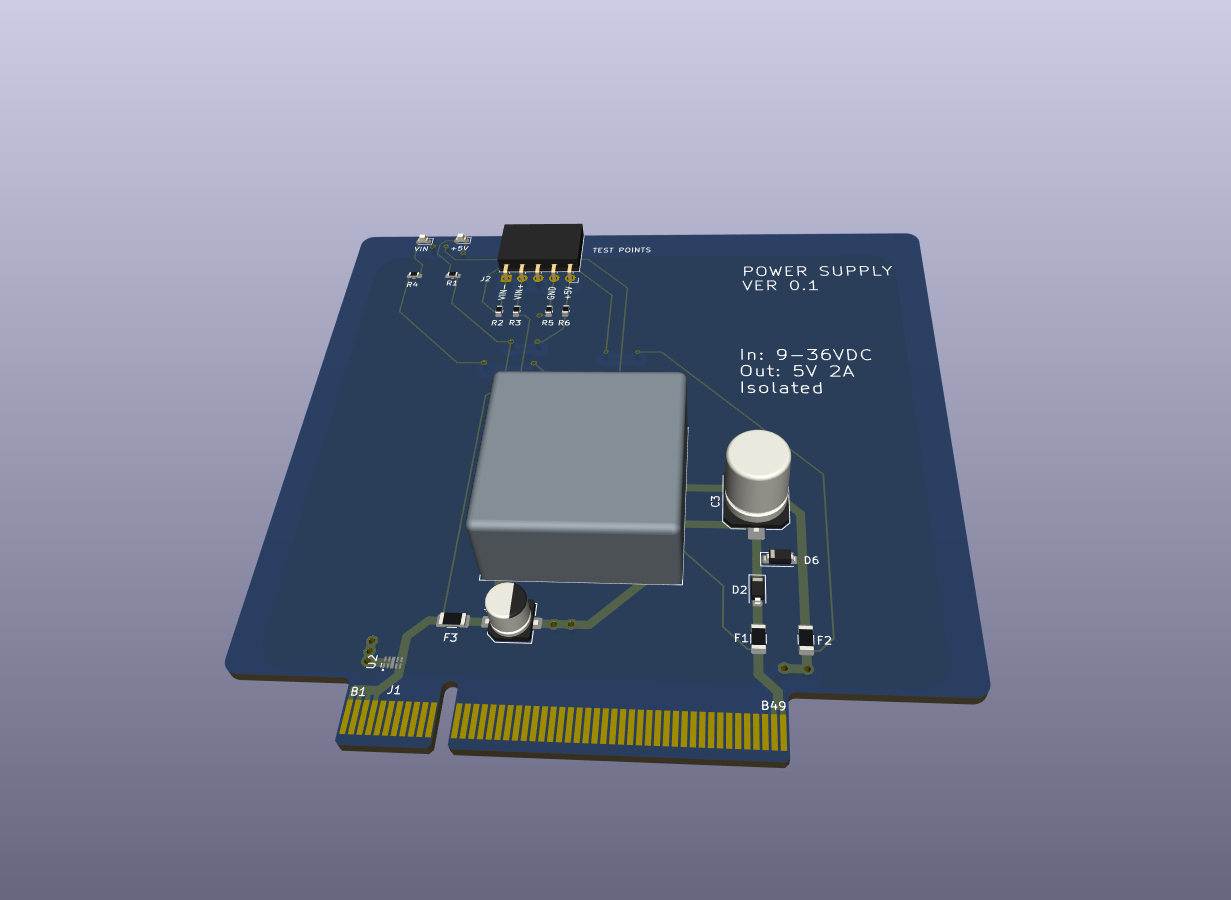 VIN
+5V
TEST POINTS
R4
R1
J2
VIN-
VIN+
GND
+5V
R2
R3
R5
R6
POWER SUPPLY
VER 0.1
In: 9-36VDC
Out: 5V 2A
Isolated
C3
D6
D2
F3
F1
F2
U2
B1
J1
B49